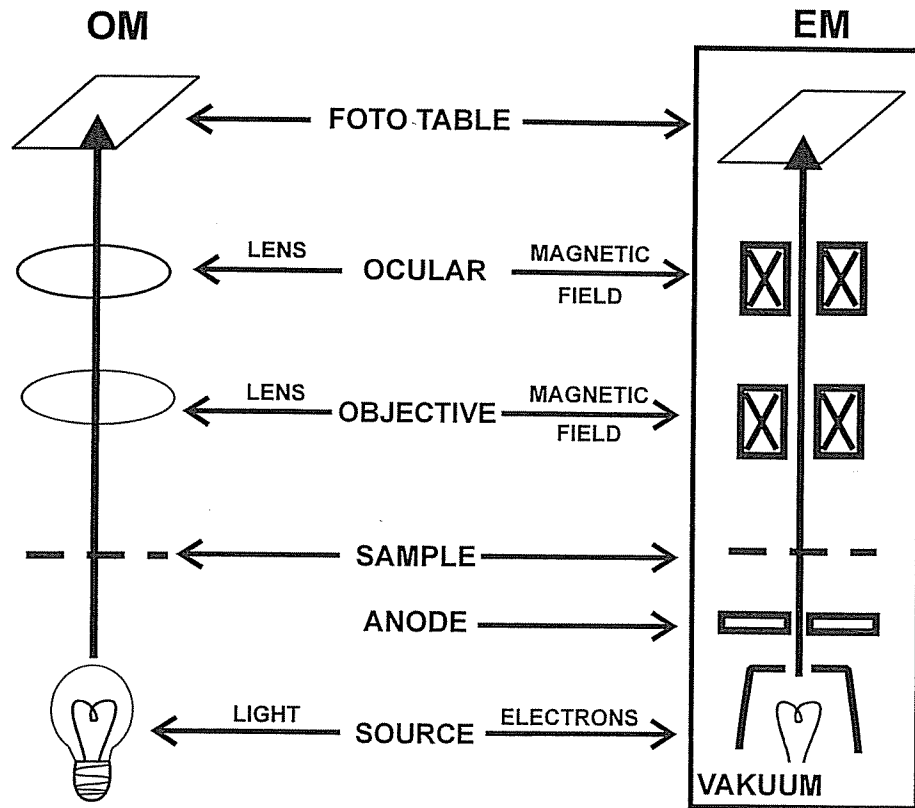 OM EM
FOTO TABLE
LENS OCULAR MAGNETIC
FIELD
LENS OBJECTIVE MAGNETIC
FIELD
SAMPLE
ANODE
LIGHT SOURCE ELECTRONS
VAKUUM